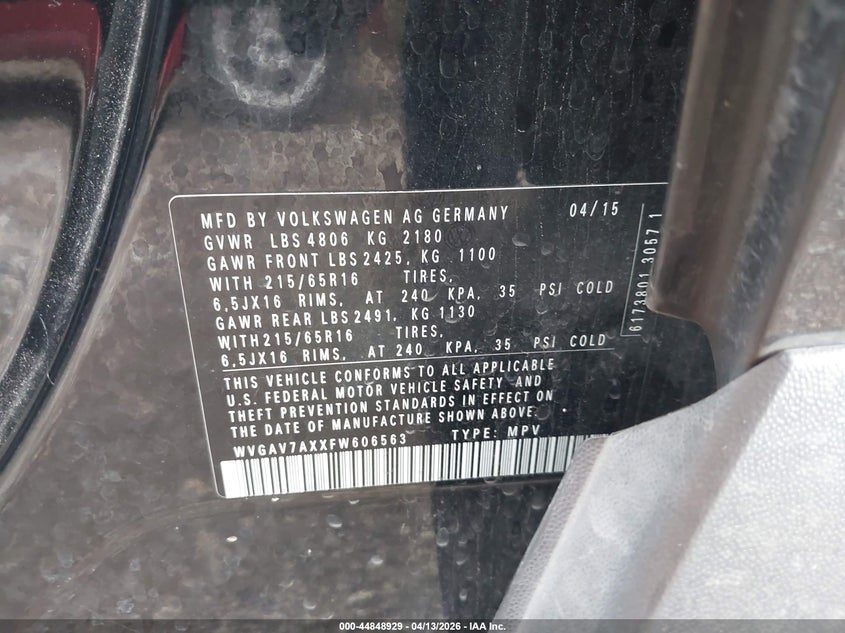 MFD BY VOLKSWAGEN AG GERMANY 04/15
GVWR LBS 4806 KG 2180
GAWR FRONT LBS 2425, KG 1100
WITH 215/65R16 TIRES,
6,5JX16 RIMS, AT 240 KPA, 35 PSI COLD
GAWR REAR LBS 2491, KG 1130
WITH215/65R16 TIRES,
6,5JX16 RIMS, AT 240 KPA, 35 PSI COLD
THIS VEHICLE CONFORMS TO ALL APPLICABLE
U.S. FEDERAL MOTOR VEHICLE SAFETY AND
THEFT PREVENTION STANDARDS IN EFFECT ON
THE DATE OF MANUFACTURE SHOWN ABOVE.
WVGAV7AXXFW606563 TYPE: MPV
6173801 3057 1
000-44848929 - 04/13/2026 - IAA Inc.